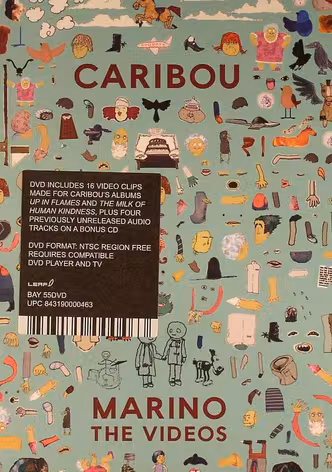 CARIBOU
DVD INCLUDES 16 VIDEO CLIPS
MADE FOR CARIBOU'S ALBUMS
UP IN FLAMES AND THE MILK OF
HUMAN KINDNESS, PLUS FOUR
PREVIOUSLY UNRELEASED AUDIO
TRACKS ON A BONUS CD
DVD FORMAT: NTSC REGION FREE
REQUIRES COMPATIBLE
DVD PLAYER AND TV
LEAF
BAY 55DVD
UPC 843190000463
MARINO
THE VIDEOS